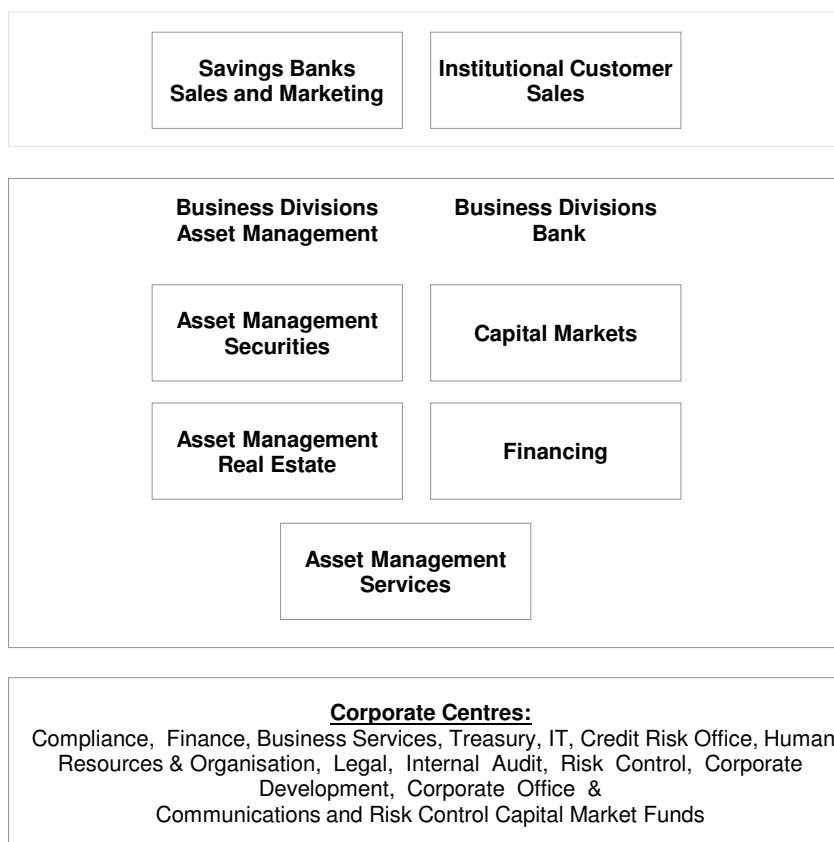 Savings Banks
Sales and Marketing
Institutional Customer
Sales
Business Divisions
Asset Management
Business Divisions
Bank
Asset Management
Securities
Capital Markets
Asset Management
Real Estate
Financing
Asset Management
Services
Corporate Centres:
Compliance, Finance, Business Services, Treasury, IT, Credit Risk Office, Human
Resources & Organisation, Legal, Internal Audit, Risk Control, Corporate
Development, Corporate Office &
Communications and Risk Control Capital Market Funds